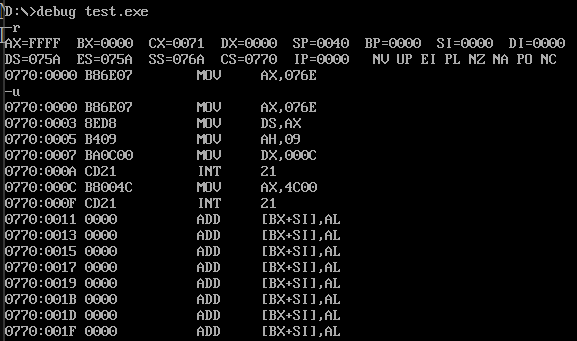 D:\>debug test.exe
-r
AX=FFFF  BX=0000  CX=0071  DX=0000  SP=0040  BP=0000  SI=0000  DI=0000
DS=075A  ES=075A  SS=076A  CS=0770  IP=0000   NV UP EI PL NZ NA PO NC
0770:0000 B86E07        MOV     AX,076E
-u
0770:0000 B86E07        MOV     AX,076E
0770:0003 8ED8          MOV     DS,AX
0770:0005 B409          MOV     AH,09
0770:0007 BA0C00        MOV     DX,000C
0770:000A CD21          INT     21
0770:000C B8004C        MOV     AX,4C00
0770:000F CD21          INT     21
0770:0011 0000          ADD     [BX+SI],AL
0770:0013 0000          ADD     [BX+SI],AL
0770:0015 0000          ADD     [BX+SI],AL
0770:0017 0000          ADD     [BX+SI],AL
0770:0019 0000          ADD     [BX+SI],AL
0770:001B 0000          ADD     [BX+SI],AL
0770:001D 0000          ADD     [BX+SI],AL
0770:001F 0000          ADD     [BX+SI],AL